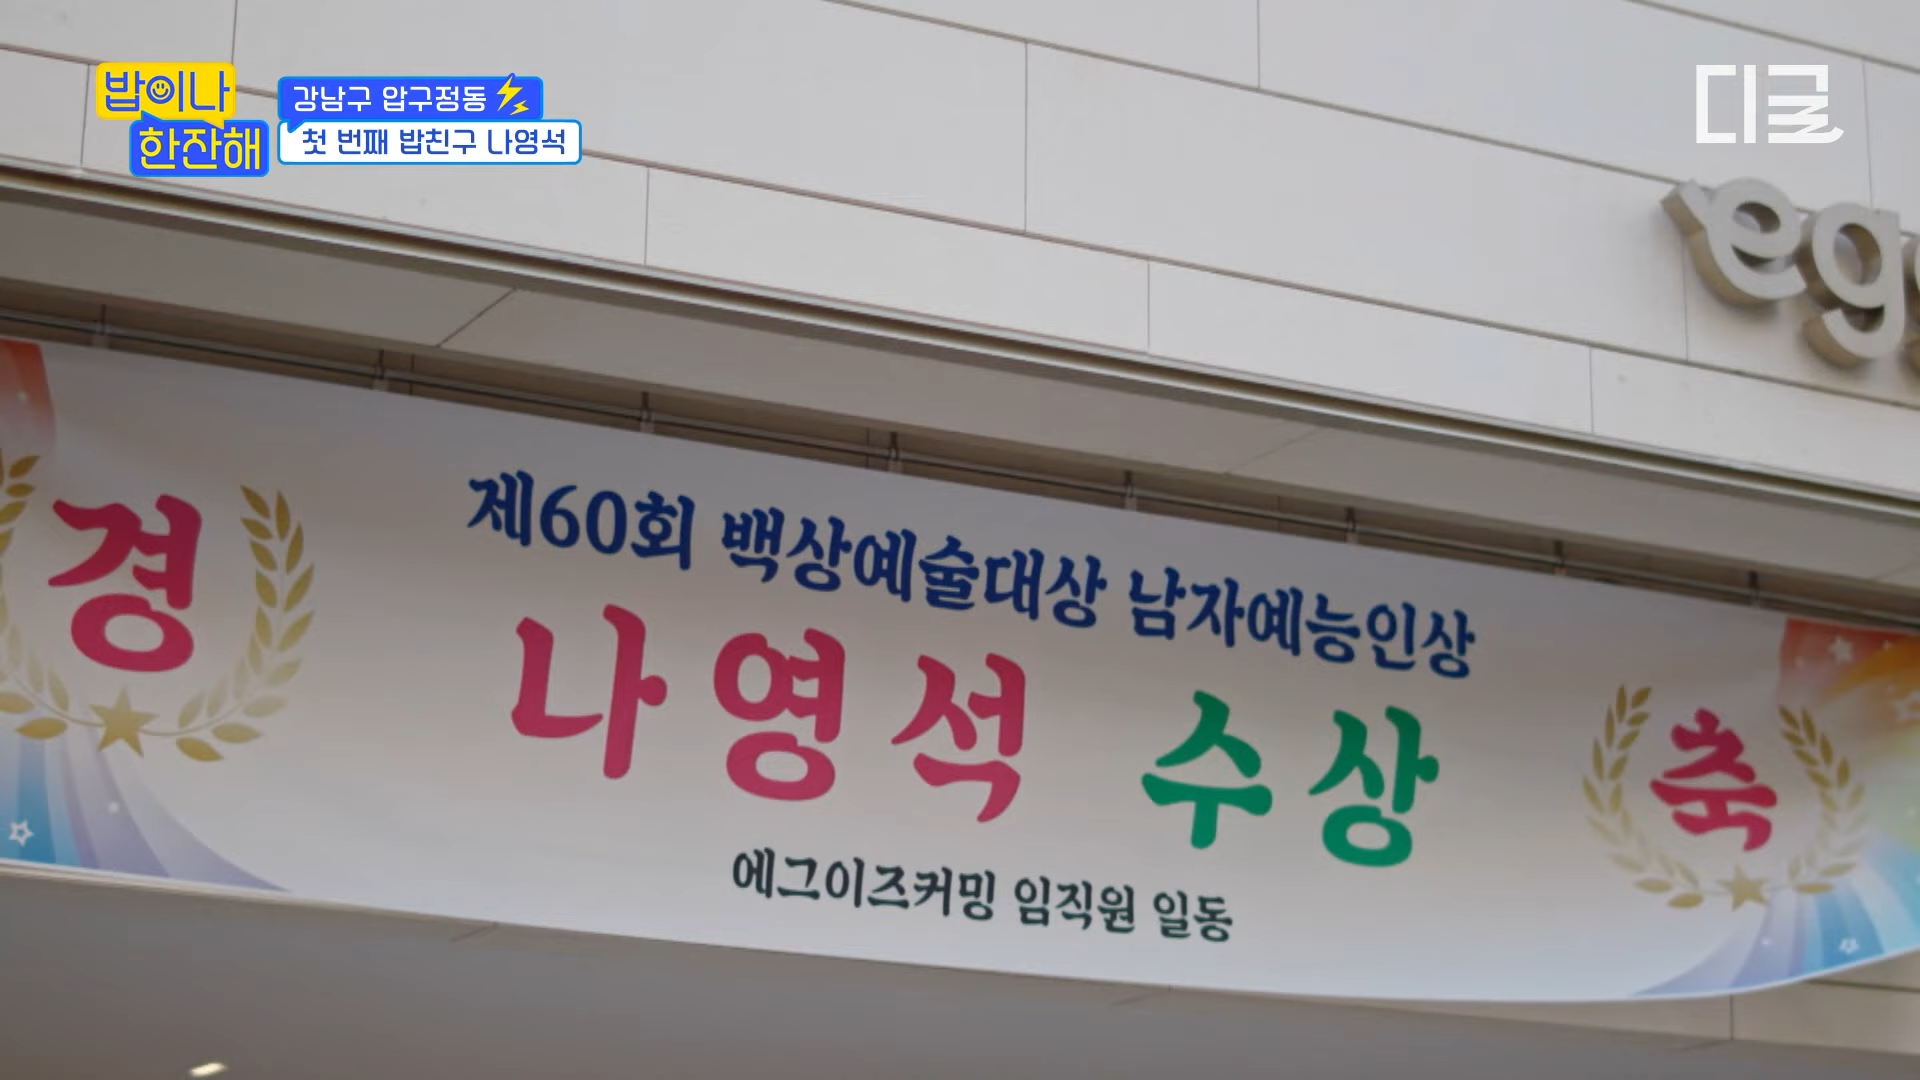 밥이나
한잔해
강남구 압구정동
첫 번째 밥친구 나영석
디글
eg
제60회 백상예술대상 남자예능인상
경 나영석 수상 축
에그이즈커밍 임직원 일동